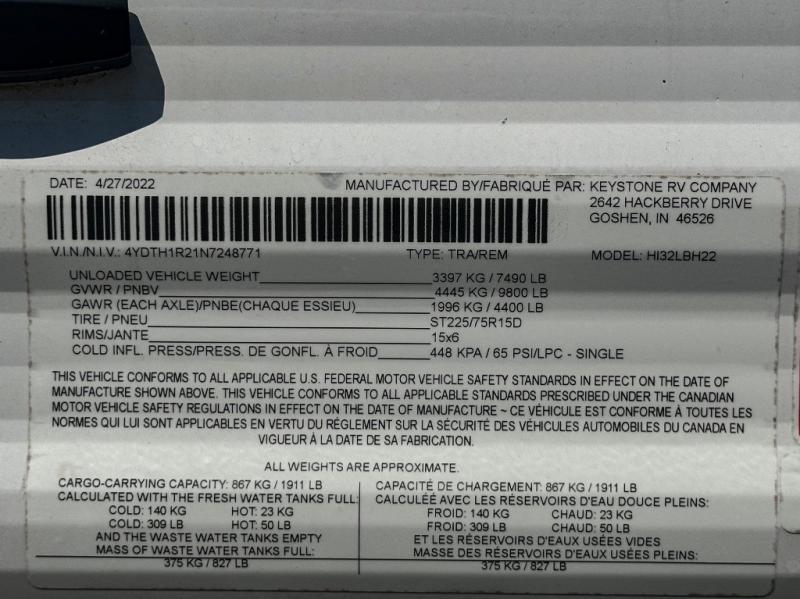 DATE: 4/27/2022 MANUFACTURED BY/FABRIQUÉ PAR: KEYSTONE RV COMPANY
2642 HACKBERRY DRIVE
GOSHEN, IN 46526
V.I.N./N.I.V.: 4YDTH1R21N7248771 TYPE: TRA/REM MODEL: HI32LBH22
UNLOADED VEHICLE WEIGHT 3397 KG / 7490 LB
GVWR / PNBV 4445 KG / 9800 LB
GAWR (EACH AXLE)/PNBE(CHAQUE ESSIEU) 1996 KG / 4400 LB
TIRE / PNEU ST225/75R15D
RIMS/JANTE 15x6
COLD INFL. PRESS/PRESS. DE GONFL. À FROID 448 KPA / 65 PSI/LPC - SINGLE
THIS VEHICLE CONFORMS TO ALL APPLICABLE U.S. FEDERAL MOTOR VEHICLE SAFETY STANDARDS IN EFFECT ON THE DATE OF
MANUFACTURE SHOWN ABOVE. THIS VEHICLE CONFORMS TO ALL APPLICABLE STANDARDS PRESCRIBED UNDER THE CANADIAN
MOTOR VEHICLE SAFETY REGULATIONS IN EFFECT ON THE DATE OF MANUFACTURE ~ CE VÉHICULE EST CONFORME À TOUTES LES
NORMES QUI LUI SONT APPLICABLES EN VERTU DU RÉGLEMENT SUR LA SÉCURITÉ DES VÉHICULES AUTOMOBILES DU CANADA EN
VIGUEUR À LA DATE DE SA FABRICATION.
ALL WEIGHTS ARE APPROXIMATE.
CARGO-CARRYING CAPACITY: 867 KG / 1911 LB
CALCULATED WITH THE FRESH WATER TANKS FULL:
COLD: 140 KG HOT: 23 KG
COLD: 309 LB HOT: 50 LB
AND THE WASTE WATER TANKS EMPTY
MASS OF WASTE WATER TANKS FULL:
375 KG / 827 LB
CAPACITÉ DE CHARGEMENT: 867 KG / 1911 LB
CALCULÉE AVEC LES RÉSERVOIRS D'EAU DOUCE PLEINS:
FROID: 140 KG CHAUD: 23 KG
FROID: 309 LB CHAUD: 50 LB
ET LES RÉSERVOIRS D'EAUX USÉES VIDES
MASSE DES RÉSERVOIRS D'EAUX USÉES PLEINS:
375 KG / 827 LB